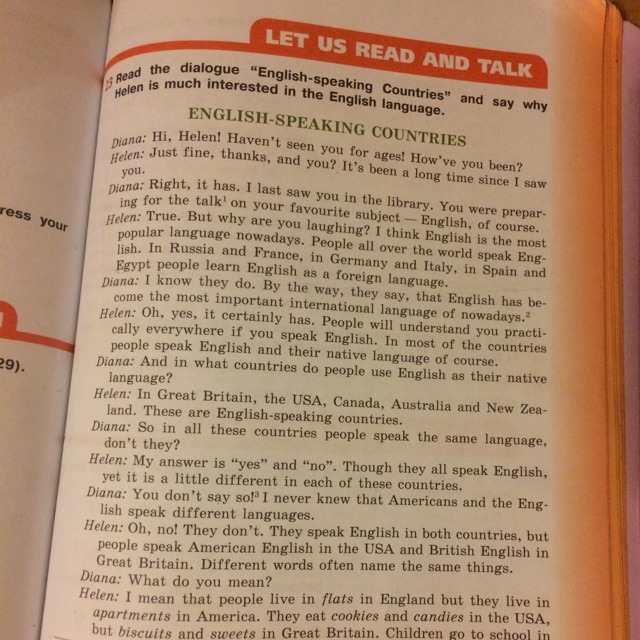 LET US READ AND TALK
23 Read the dialogue "English-speaking Countries" and say why
Helen is much interested in the English language.
ENGLISH-SPEAKING COUNTRIES
Diana: Hi, Helen! Haven't seen you for ages! How've you been?
Helen: Just fine, thanks, and you? It's been a long time since I saw
you.
Diana: Right, it has. I last saw you in the library. You were prepar-
ing for the talk¹ on your favourite subject — English, of course.
Helen: True. But why are you laughing? I think English is the most
popular language nowadays. People all over the world speak Eng-
lish. In Russia and France, in Germany and Italy, in Spain and
Egypt people learn English as a foreign language.
Diana: I know they do. By the way, they say, that English has be-
come the most important international language of nowadays.²
Helen: Oh, yes, it certainly has. People will understand you practi-
cally everywhere if you speak English. In most of the countries
people speak English and their native language of course.
Diana: And in what countries do people use English as their native
language?
Helen: In Great Britain, the USA, Canada, Australia and New Zea-
land. These are English-speaking countries.
Diana: So in all these countries people speak the same language,
don't they?
Helen: My answer is "yes" and "no". Though they all speak English,
yet it is a little different in each of these countries.
Diana: You don't say so!³ I never knew that Americans and the Eng-
lish speak different languages.
Helen: Oh, no! They don't. They speak English in both countries, but
people speak American English in the USA and British English in
Great Britain. Different words often name the same things.
Diana: What do you mean?
Helen: I mean that people live in flats in England but they live in
apartments in America. They eat cookies and candies in the USA,
but biscuits and sweets in Great Britain. Children go to school in
ress your
29).